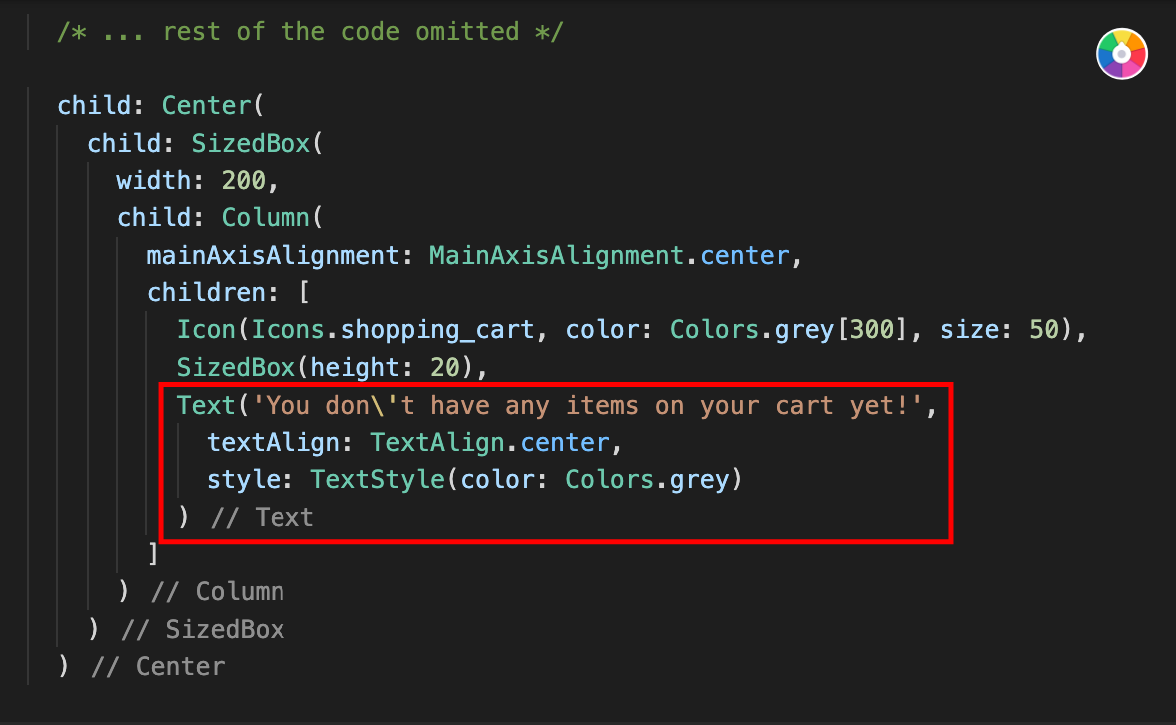 /* ... rest of the code omitted */
child: Center(
child: SizedBox(
width: 200,
child: Column(
mainAxisAlignment: MainAxisAlignment.center,
children: [
Icon(Icons.shopping_cart, color: Colors.grey[300], size: 50),
SizedBox(height: 20),
Text('You don\'t have any items on your cart yet!',
textAlign: TextAlign.center,
style: TextStyle(color: Colors.grey)
) // Text
]
) // Column
) // SizedBox
) // Center